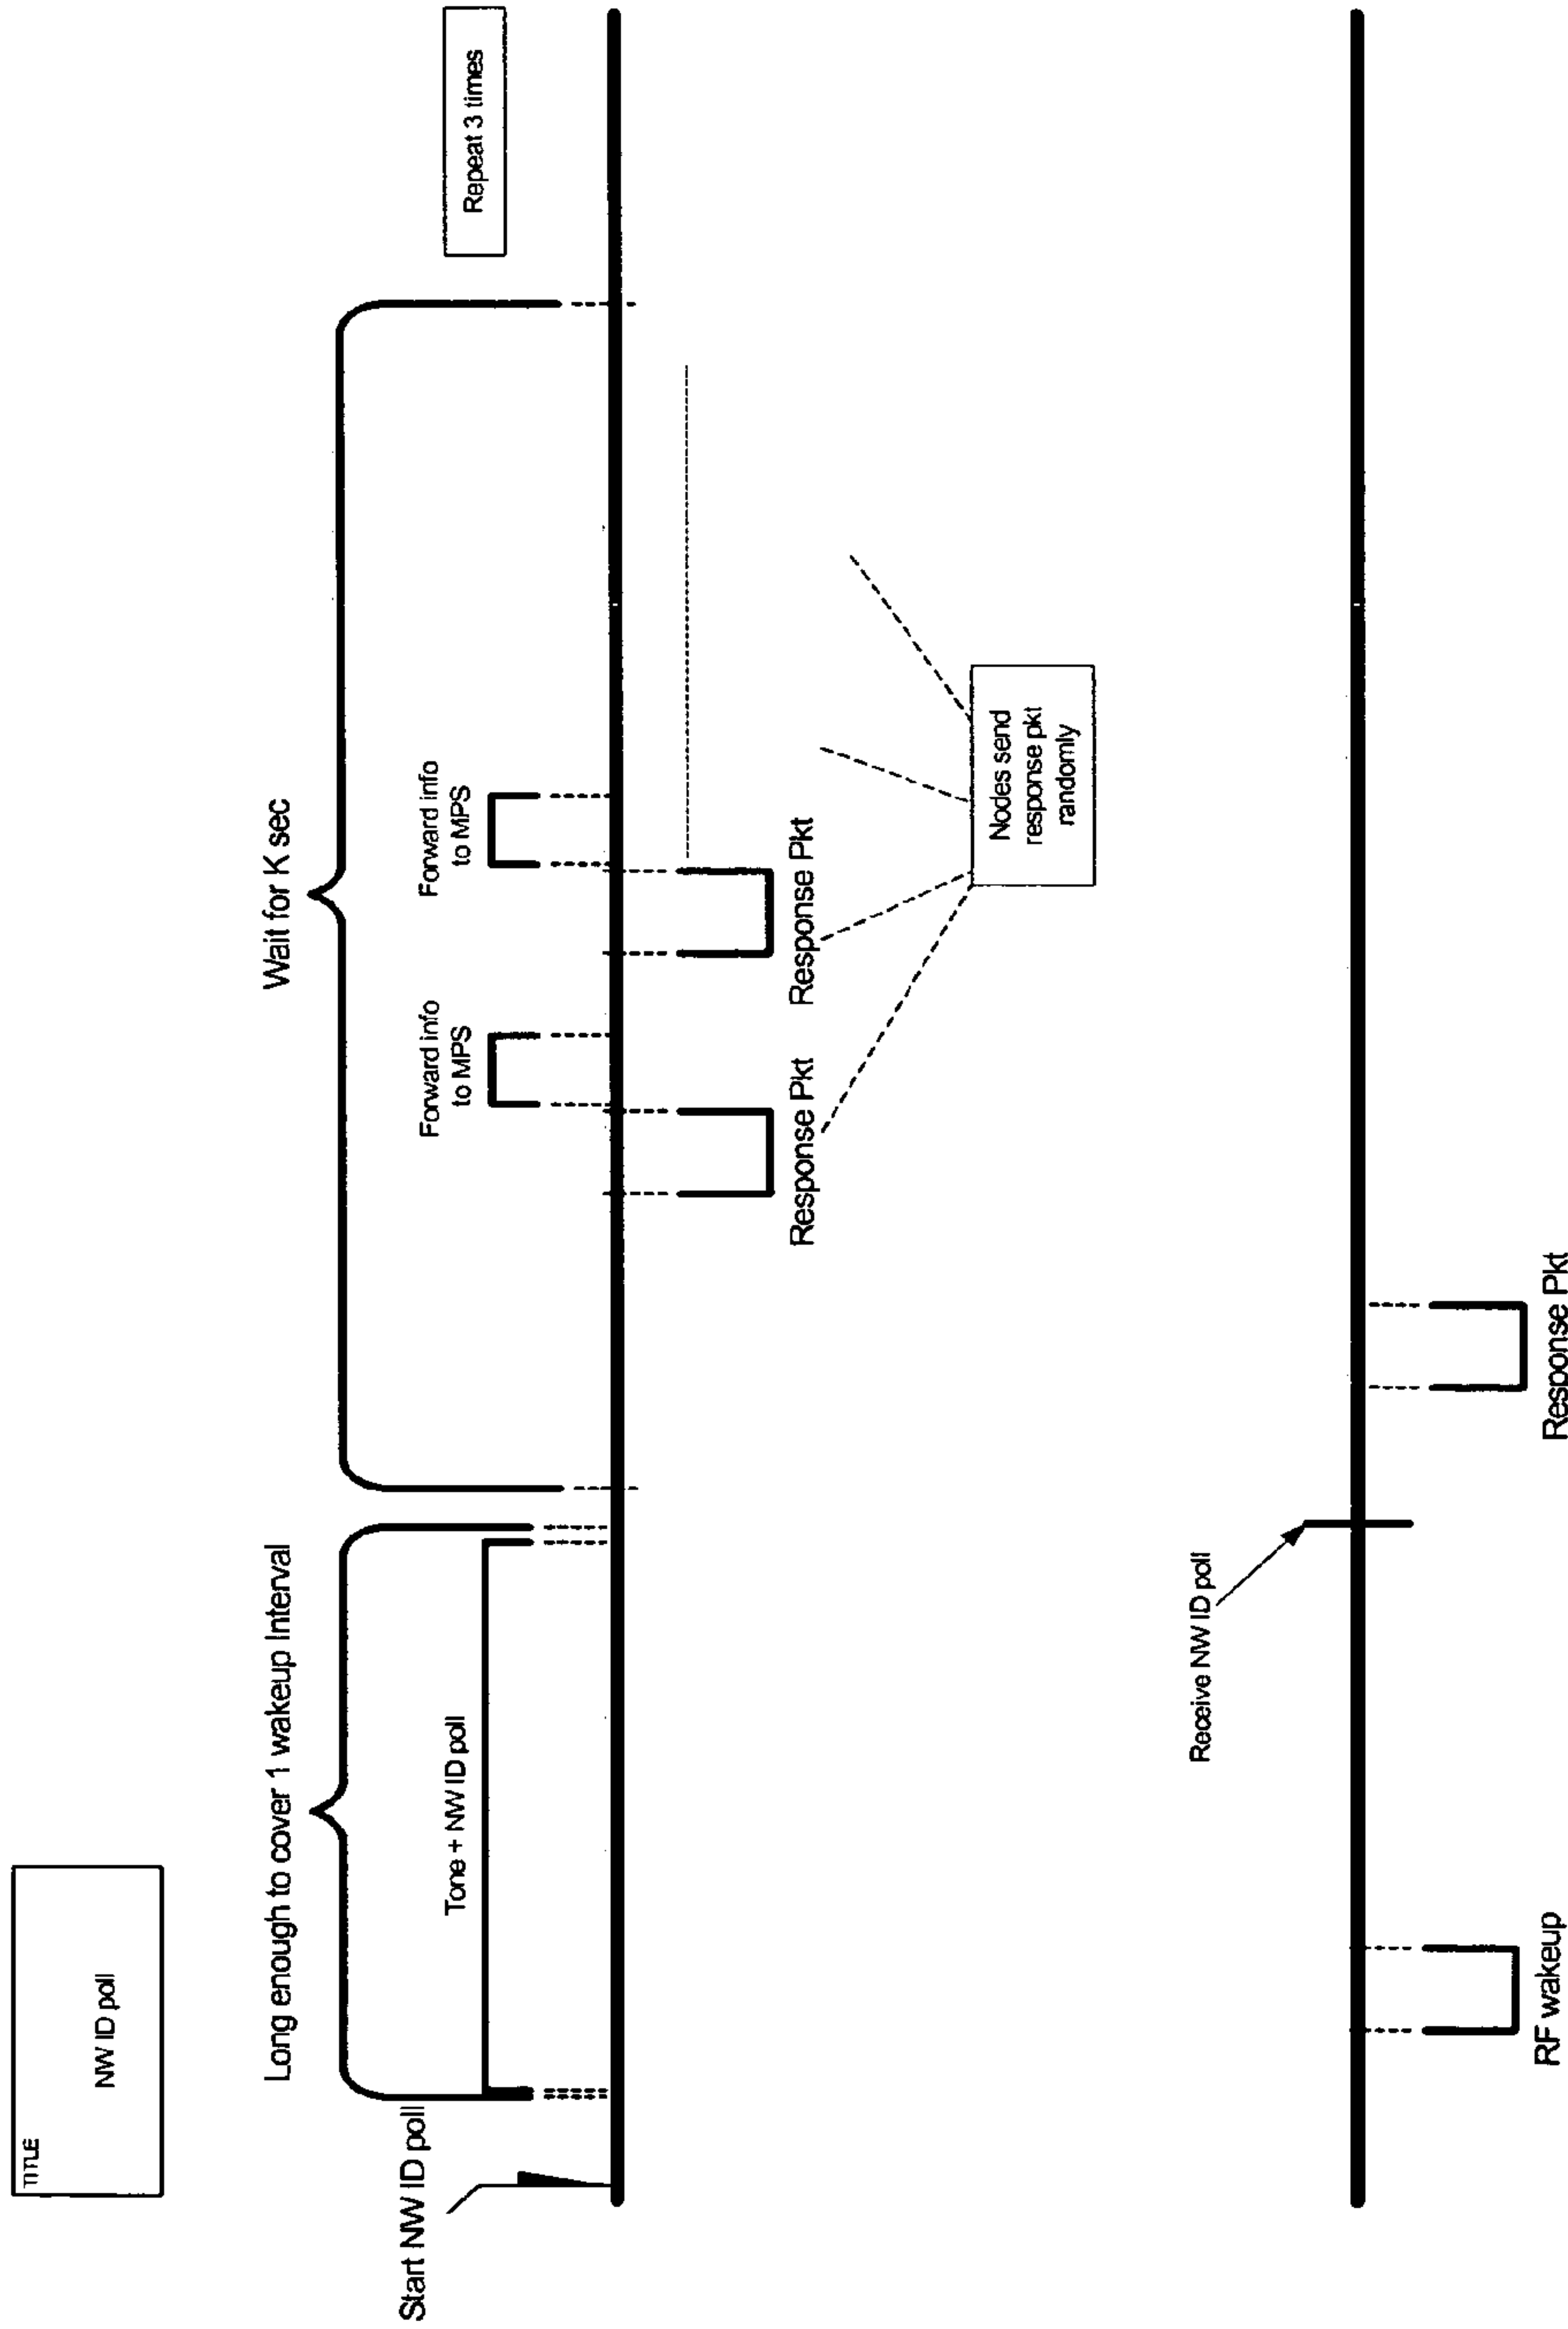 TITLE
NW ID poll
Long enough to cover 1 wakeup Interval
Wait for K sec
Start NW ID poll
Tone + NW ID poll
Forward info
to MPS
Forward info
to MPS
Repeat 3 times
Response Pkt
Response Pkt
Nodes send
response pkt
randomly
Receive NW ID poll
RF wakeup
Response Pkt